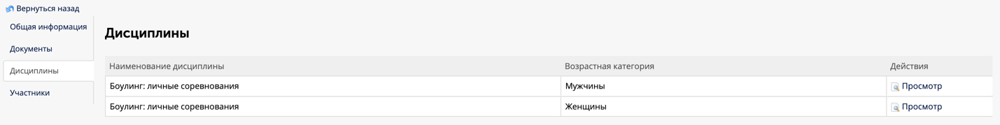 Вернуться назад
Общая информация
Документы
Дисциплины
Участники
Дисциплины
Наименование дисциплины Возрастная категория Действия
Боулинг: личные соревнования Мужчины Просмотр
Боулинг: личные соревнования Женщины Просмотр